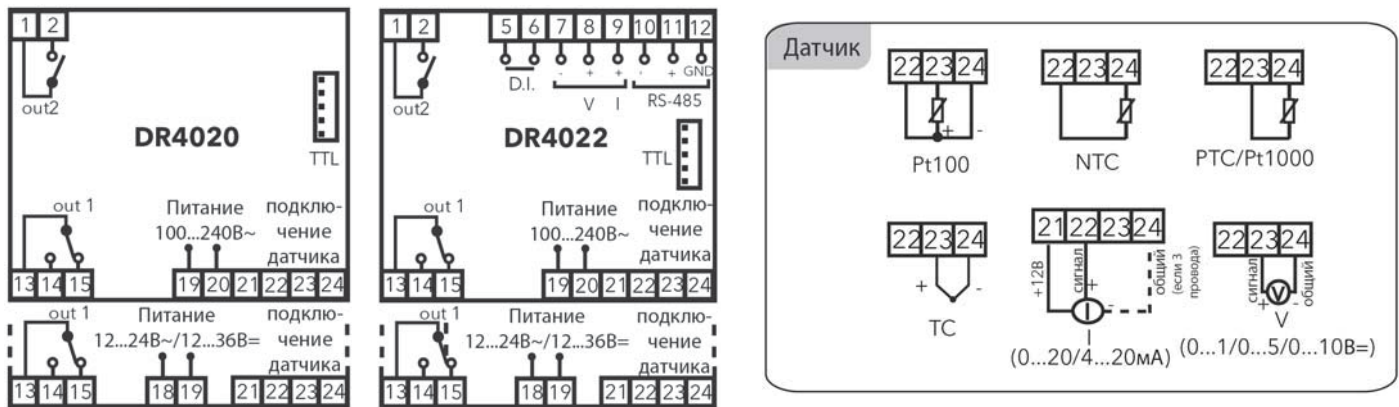 1 2
out2
DR4020
TTL
out 1
Питание
100...240В~
подклю-
чение
датчика
13 14 15 19 20 21 22 23 24
out 1
Питание
12...24В~/12...36В=
подклю-
чение
датчика
13 14 15 18 19 21 22 23 24
1 2 5 6 7 8 9 10 11 12
out2
D.I.
- + + - + GND
V I RS-485
DR4022
TTL
out 1
Питание
100...240В~
подклю-
чение
датчика
13 14 15 19 20 21 22 23 24
out 1
Питание
12...24В~/12...36В=
подклю-
чение
датчика
13 14 15 18 19 21 22 23 24
Датчик
22 23 24
+ -
Pt100
22 23 24
NTC
22 23 24
PTC/Pt1000
22 23 24
+ -
TC
21 22 23 24
+12В
сигнал
+ -
общий
(если 3
провода)
I
I
(0...20/4...20мА)
22 23 24
сигнал
+ V -
общий
V
(0...1/0...5/0...10В=)